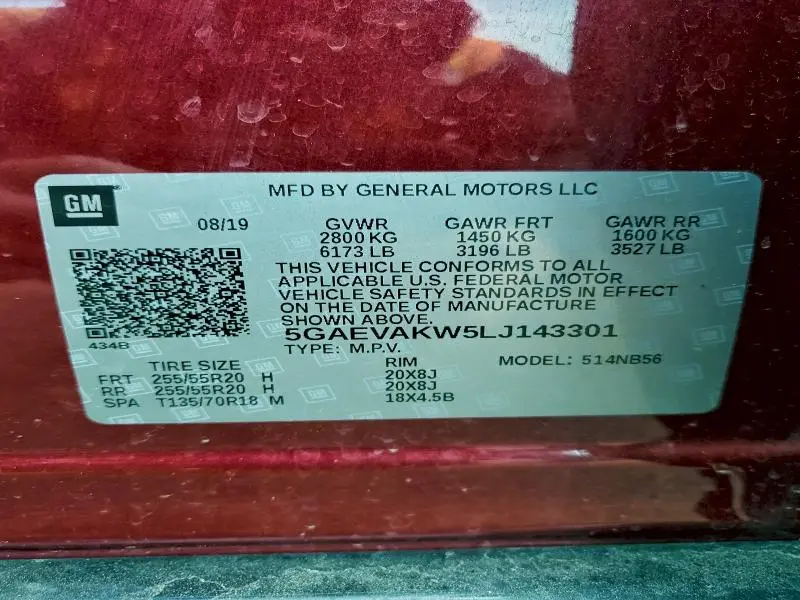 GM
MFD BY GENERAL MOTORS LLC
08/19 GVWR GAWR FRT GAWR RR
2800 KG 1450 KG 1600 KG
6173 LB 3196 LB 3527 LB
THIS VEHICLE CONFORMS TO ALL
APPLICABLE U.S. FEDERAL MOTOR
VEHICLE SAFETY STANDARDS IN EFFECT
ON THE DATE OF MANUFACTURE
SHOWN ABOVE.
5GAEVAKW5LJ143301
434B
TYPE: M.P.V. MODEL: 514NB56
TIRE SIZE RIM
FRT 255/55R20 H 20X8J
RR 255/55R20 H 20X8J
SPA T135/70R18 M 18X4.5B